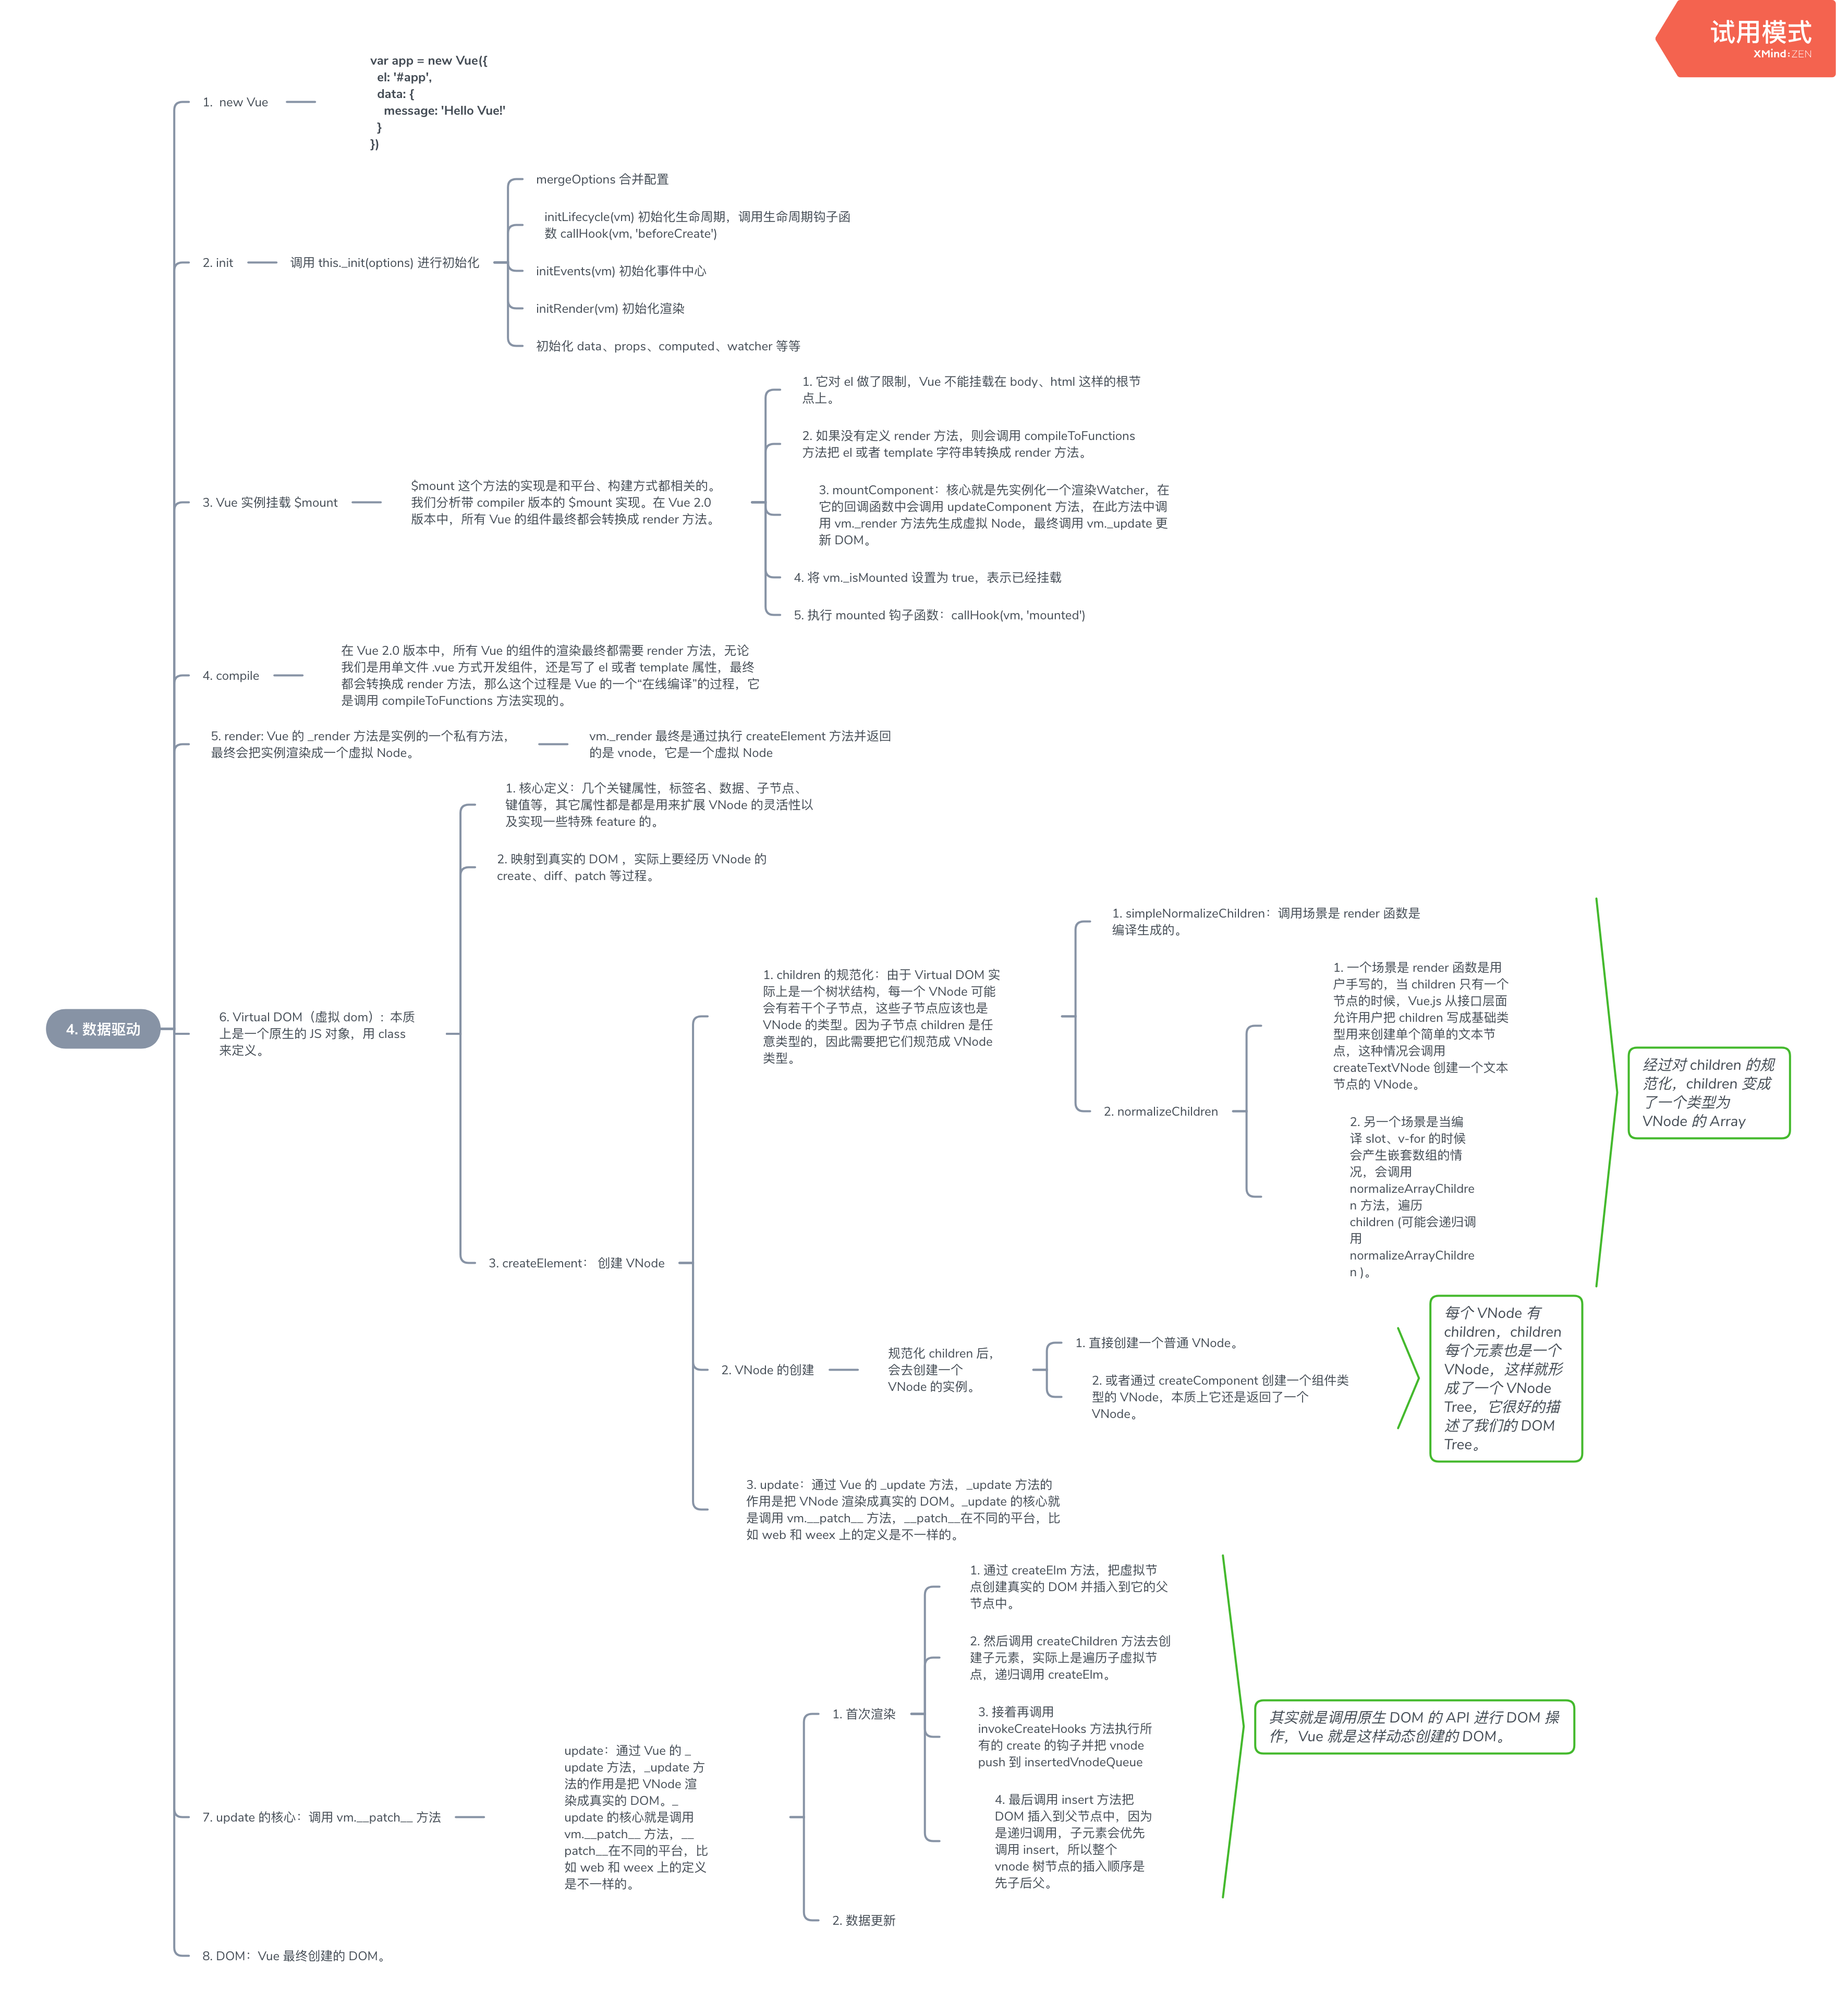 试用模式
XMind:ZEN
4. 数据驱动
1. new Vue
var app = new Vue({
el: '#app',
data: {
message: 'Hello Vue!'
}
})
2. init
调用 this._init(options) 进行初始化
mergeOptions 合并配置
initLifecycle(vm) 初始化生命周期，调用生命周期钩子函
数 callHook(vm, 'beforeCreate')
initEvents(vm) 初始化事件中心
initRender(vm) 初始化渲染
初始化 data、props、computed、watcher 等等
3. Vue 实例挂载 $mount
$mount 这个方法的实现是和平台、构建方式都相关的。
我们分析带 compiler 版本的 $mount 实现。在 Vue 2.0
版本中，所有 Vue 的组件最终都会转换成 render 方法。
1. 它对 el 做了限制，Vue 不能挂载在 body、html 这样的根节
点上。
2. 如果没有定义 render 方法，则会调用 compileToFunctions
方法把 el 或者 template 字符串转换成 render 方法。
3. mountComponent：核心就是先实例化一个渲染Watcher，在
它的回调函数中会调用 updateComponent 方法，在此方法中调
用 vm._render 方法先生成虚拟 Node，最终调用 vm._update 更
新 DOM。
4. 将 vm._isMounted 设置为 true，表示已经挂载
5. 执行 mounted 钩子函数：callHook(vm, 'mounted')
4. compile
在 Vue 2.0 版本中，所有 Vue 的组件的渲染最终都需要 render 方法，无论
我们是用单文件 .vue 方式开发组件，还是写了 el 或者 template 属性，最终
都会转换成 render 方法，那么这个过程是 Vue 的一个“在线编译”的过程，它
是调用 compileToFunctions 方法实现的。
5. render: Vue 的 _render 方法是实例的一个私有方法，
最终会把实例渲染成一个虚拟 Node。
vm._render 最终是通过执行 createElement 方法并返回
的是 vnode，它是一个虚拟 Node
6. Virtual DOM（虚拟 dom）: 本质
上是一个原生的 JS 对象，用 class
来定义。
1. 核心定义：几个关键属性，标签名、数据、子节点、
键值等，其它属性都是都是用来扩展 VNode 的灵活性以
及实现一些特殊 feature 的。
2. 映射到真实的 DOM ，实际上要经历 VNode 的
create、diff、patch 等过程。
3. createElement： 创建 VNode
1. children 的规范化：由于 Virtual DOM 实
际上是一个树状结构，每一个 VNode 可能
会有若干个子节点，这些子节点应该也是
VNode 的类型。因为子节点 children 是任
意类型的，因此需要把它们规范成 VNode
类型。
1. simpleNormalizeChildren：调用场景是 render 函数是
编译生成的。
2. normalizeChildren
1. 一个场景是 render 函数是用
户手写的，当 children 只有一个
节点的时候，Vue.js 从接口层面
允许用户把 children 写成基础类
型用来创建单个简单的文本节
点，这种情况会调用
createTextVNode 创建一个文本
节点的 VNode。
2. 另一个场景是当编
译 slot、v-for 的时候
会产生嵌套数组的情
况，会调用
normalizeArrayChildre
n 方法，遍历
children (可能会递归调
用
normalizeArrayChildre
n )。
经过对 children 的规
范化，children 变成
了一个类型为
VNode 的 Array
2. VNode 的创建
规范化 children 后，
会去创建一个
VNode 的实例。
1. 直接创建一个普通 VNode。
2. 或者通过 createComponent 创建一个组件类
型的 VNode，本质上它还是返回了一个
VNode。
每个 VNode 有
children，children
每个元素也是一个
VNode，这样就形
成了一个 VNode
Tree，它很好的描
述了我们的 DOM
Tree。
3. update：通过 Vue 的 _update 方法，_update 方法的
作用是把 VNode 渲染成真实的 DOM。_update 的核心就
是调用 vm.__patch__ 方法，__patch__在不同的平台，比
如 web 和 weex 上的定义是不一样的。
7. update 的核心：调用 vm.__patch__ 方法
update：通过 Vue 的 _
update 方法，_update 方
法的作用是把 VNode 渲
染成真实的 DOM。_
update 的核心就是调用
vm.__patch__ 方法，__
patch__在不同的平台，比
如 web 和 weex 上的定义
是不一样的。
1. 首次渲染
1. 通过 createElm 方法，把虚拟节
点创建真实的 DOM 并插入到它的父
节点中。
2. 然后调用 createChildren 方法去创
建子元素，实际上是遍历子虚拟节
点，递归调用 createElm。
3. 接着再调用
invokeCreateHooks 方法执行所
有的 create 的钩子并把 vnode
push 到 insertedVnodeQueue
4. 最后调用 insert 方法把
DOM 插入到父节点中，因为
是递归调用，子元素会优先
调用 insert，所以整个
vnode 树节点的插入顺序是
先子后父。
其实就是调用原生 DOM 的 API 进行 DOM 操
作，Vue 就是这样动态创建的 DOM。
2. 数据更新
8. DOM：Vue 最终创建的 DOM。